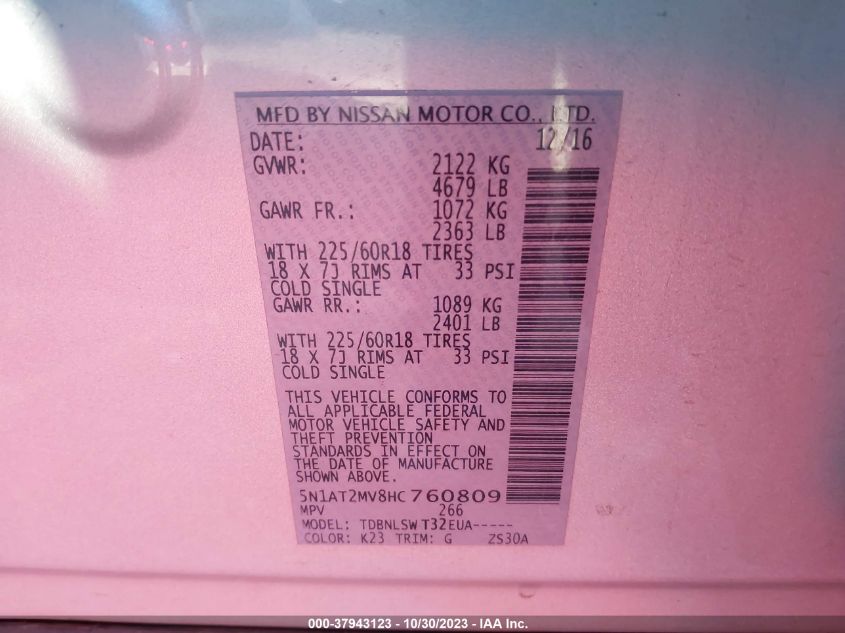 MFD BY NISSAN MOTOR CO., LTD.
DATE: 12/16
GVWR: 2122 KG
4679 LB
GAWR FR.: 1072 KG
2363 LB
WITH 225/60R18 TIRES
18 X 7J RIMS AT 33 PSI
COLD SINGLE
GAWR RR.: 1089 KG
2401 LB
WITH 225/60R18 TIRES
18 X 7J RIMS AT 33 PSI
COLD SINGLE
THIS VEHICLE CONFORMS TO
ALL APPLICABLE FEDERAL
MOTOR VEHICLE SAFETY AND
THEFT PREVENTION
STANDARDS IN EFFECT ON
THE DATE OF MANUFACTURE
SHOWN ABOVE.
5N1AT2MV8HC760809
MPV 266
MODEL: TDBNLSW T32EUA-----
COLOR: K23 TRIM: G ZS30A
000-37943123 - 10/30/2023 - IAA Inc.